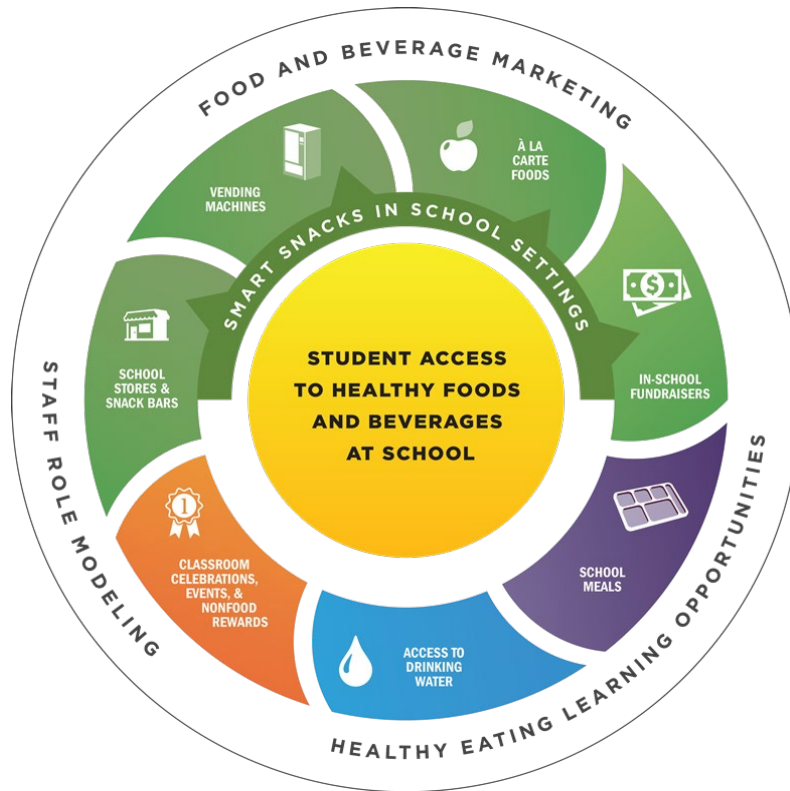 FOOD AND BEVERAGE MARKETING
VENDING
MACHINES
À LA
CARTE
FOODS
SMART SNACKS IN SCHOOL SETTINGS
SCHOOL
STORES &
SNACK BARS
IN-SCHOOL
FUNDRAISERS
STUDENT ACCESS
TO HEALTHY FOODS
AND BEVERAGES
AT SCHOOL
1
CLASSROOM
CELEBRATIONS,
EVENTS, &
NONFOOD
REWARDS
ACCESS TO
DRINKING
WATER
SCHOOL
MEALS
$
STAFF ROLE MODELING
HEALTHY EATING LEARNING OPPORTUNITIES